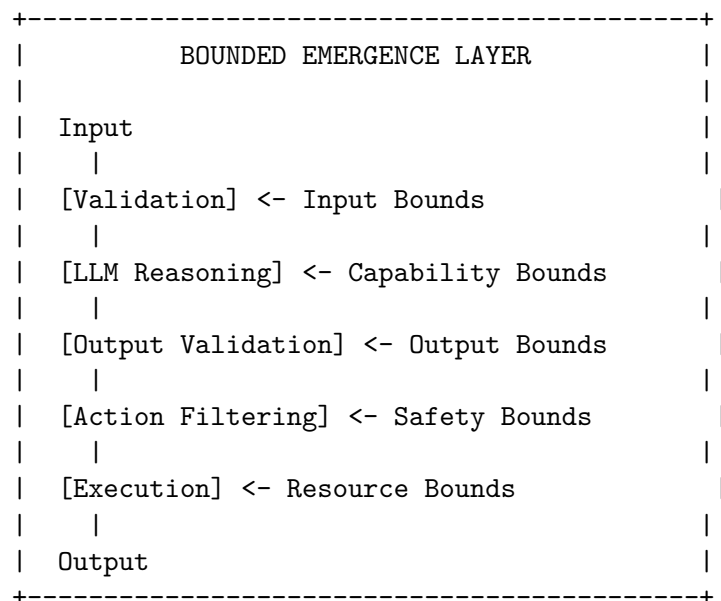 +--------------------------------------------+
|          BOUNDED EMERGENCE LAYER           |
|                                            |
|  Input                                     |
|    |                                       |
|  [Validation] <- Input Bounds               |
|    |                                       |
|  [LLM Reasoning] <- Capability Bounds       |
|    |                                       |
|  [Output Validation] <- Output Bounds       |
|    |                                       |
|  [Action Filtering] <- Safety Bounds        |
|    |                                       |
|  [Execution] <- Resource Bounds             |
|    |                                       |
|  Output                                    |
+--------------------------------------------+